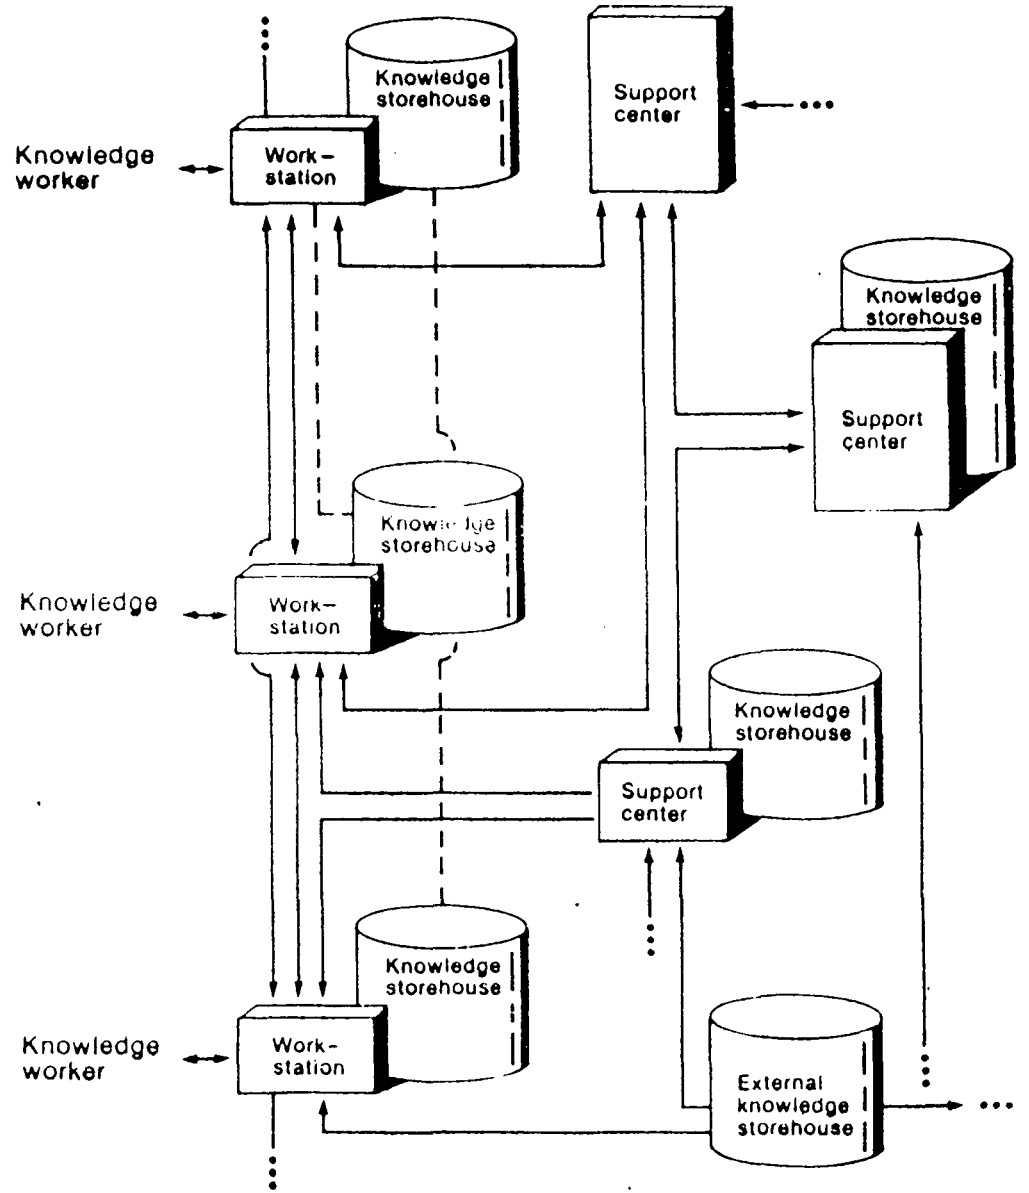 Knowledge
storehouse
Support
center
Knowledge
worker
Work-
station
Knowledge
storehouse
Support
center
Knowledge
storehouse
Knowledge
worker
Work-
station
Knowledge
storehouse
Support
center
Knowledge
storehouse
Knowledge
worker
Work-
station
External
knowledge
storehouse